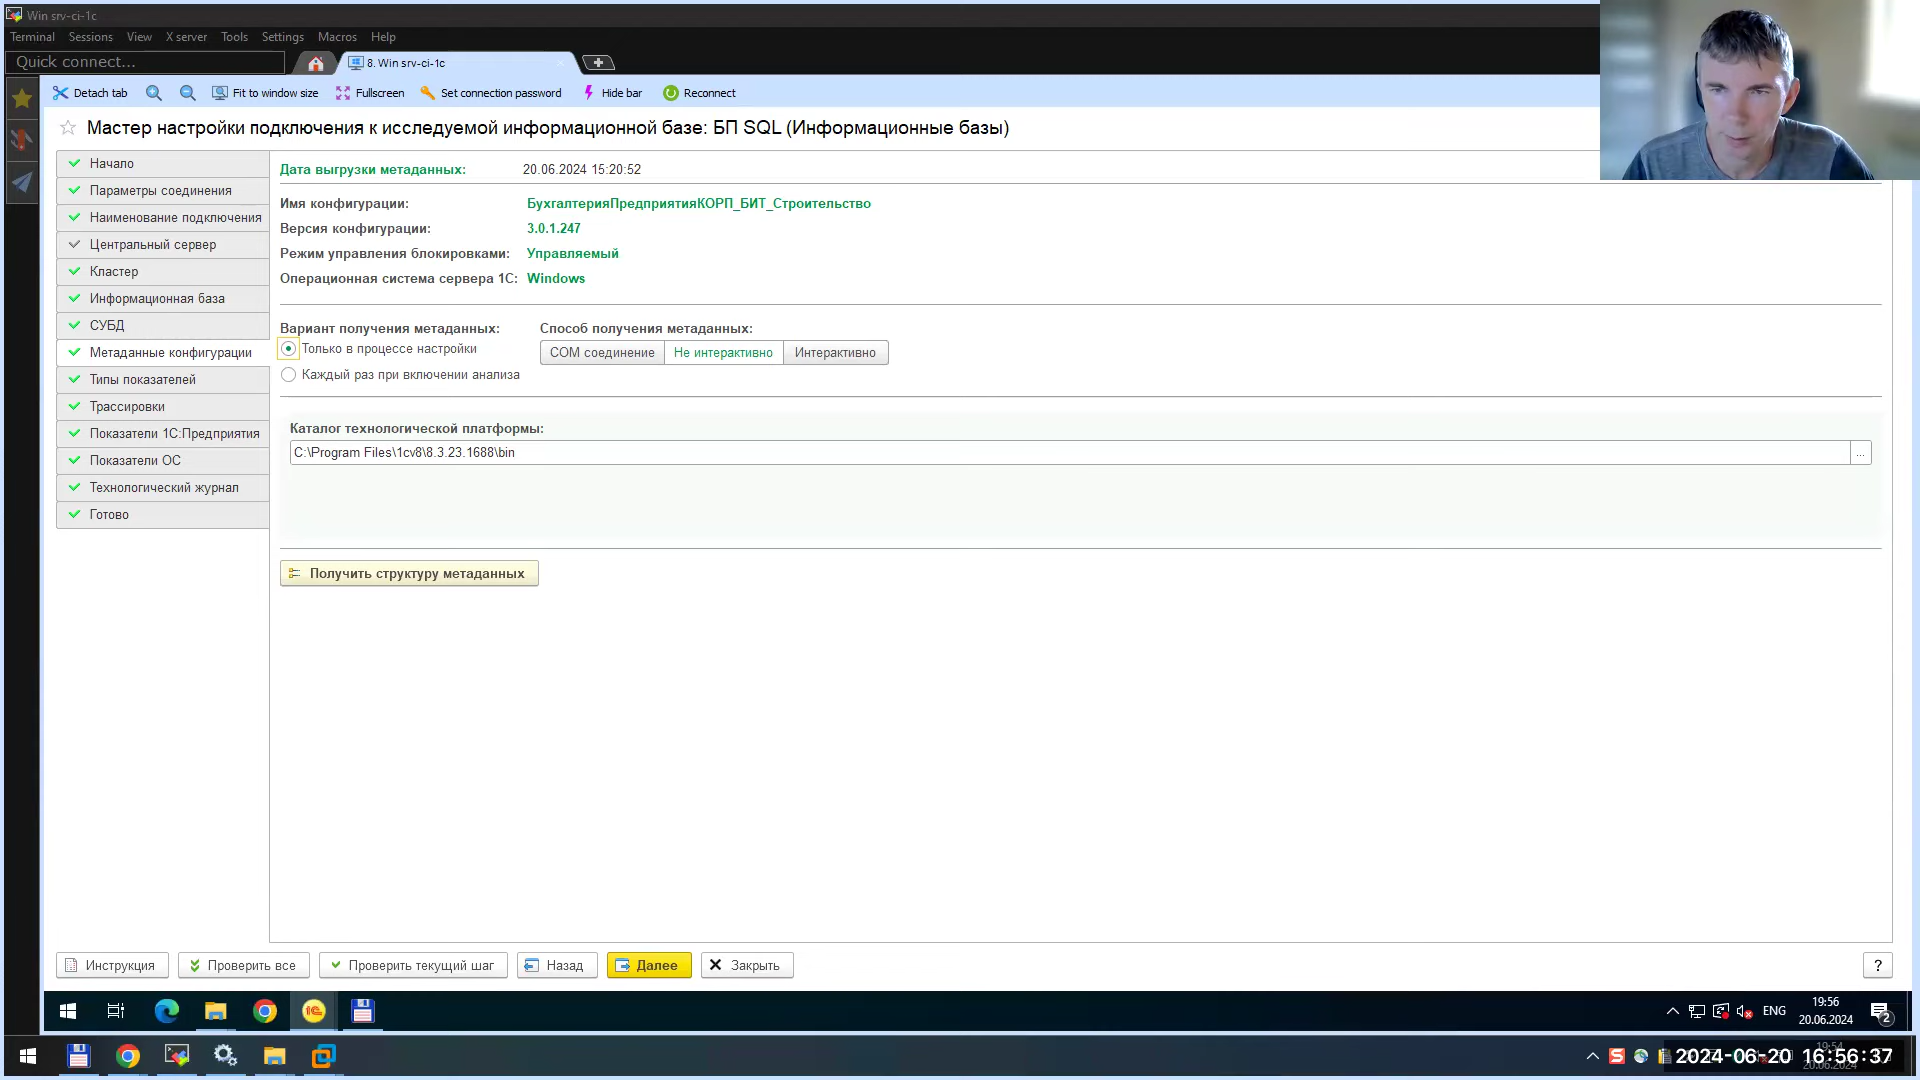 Win srv-ci-1c
Terminal Sessions View X server Tools Settings Macros Help
Quick connect...
8. Win srv-ci-1c
Detach tab Fit to window size Fullscreen Set connection password Hide bar Reconnect
Мастер настройки подключения к исследуемой информационной базе: БП SQL (Информационные базы)
Начало
Параметры соединения
Наименование подключения
Центральный сервер
Кластер
Информационная база
СУБД
Метаданные конфигурации
Типы показателей
Трассировки
Показатели 1С:Предприятия
Показатели ОС
Технологический журнал
Готово
Дата выгрузки метаданных: 20.06.2024 15:20:52
Имя конфигурации: БухгалтерияПредприятияКОРП_БИТ_Строительство
Версия конфигурации: 3.0.1.247
Режим управления блокировками: Управляемый
Операционная система сервера 1С: Windows
Вариант получения метаданных: Способ получения метаданных:
Только в процессе настройки COM соединение Не интерактивно Интерактивно
Каждый раз при включении анализа
Каталог технологической платформы:
C:\Program Files\1cv8\8.3.23.1688\bin ...
Получить структуру метаданных
Инструкция Проверить все Проверить текущий шаг Назад Далее Закрыть ?
ENG 19:56
20.06.2024
2
2024-06-20 16:56:37
19:54
20.06.2024